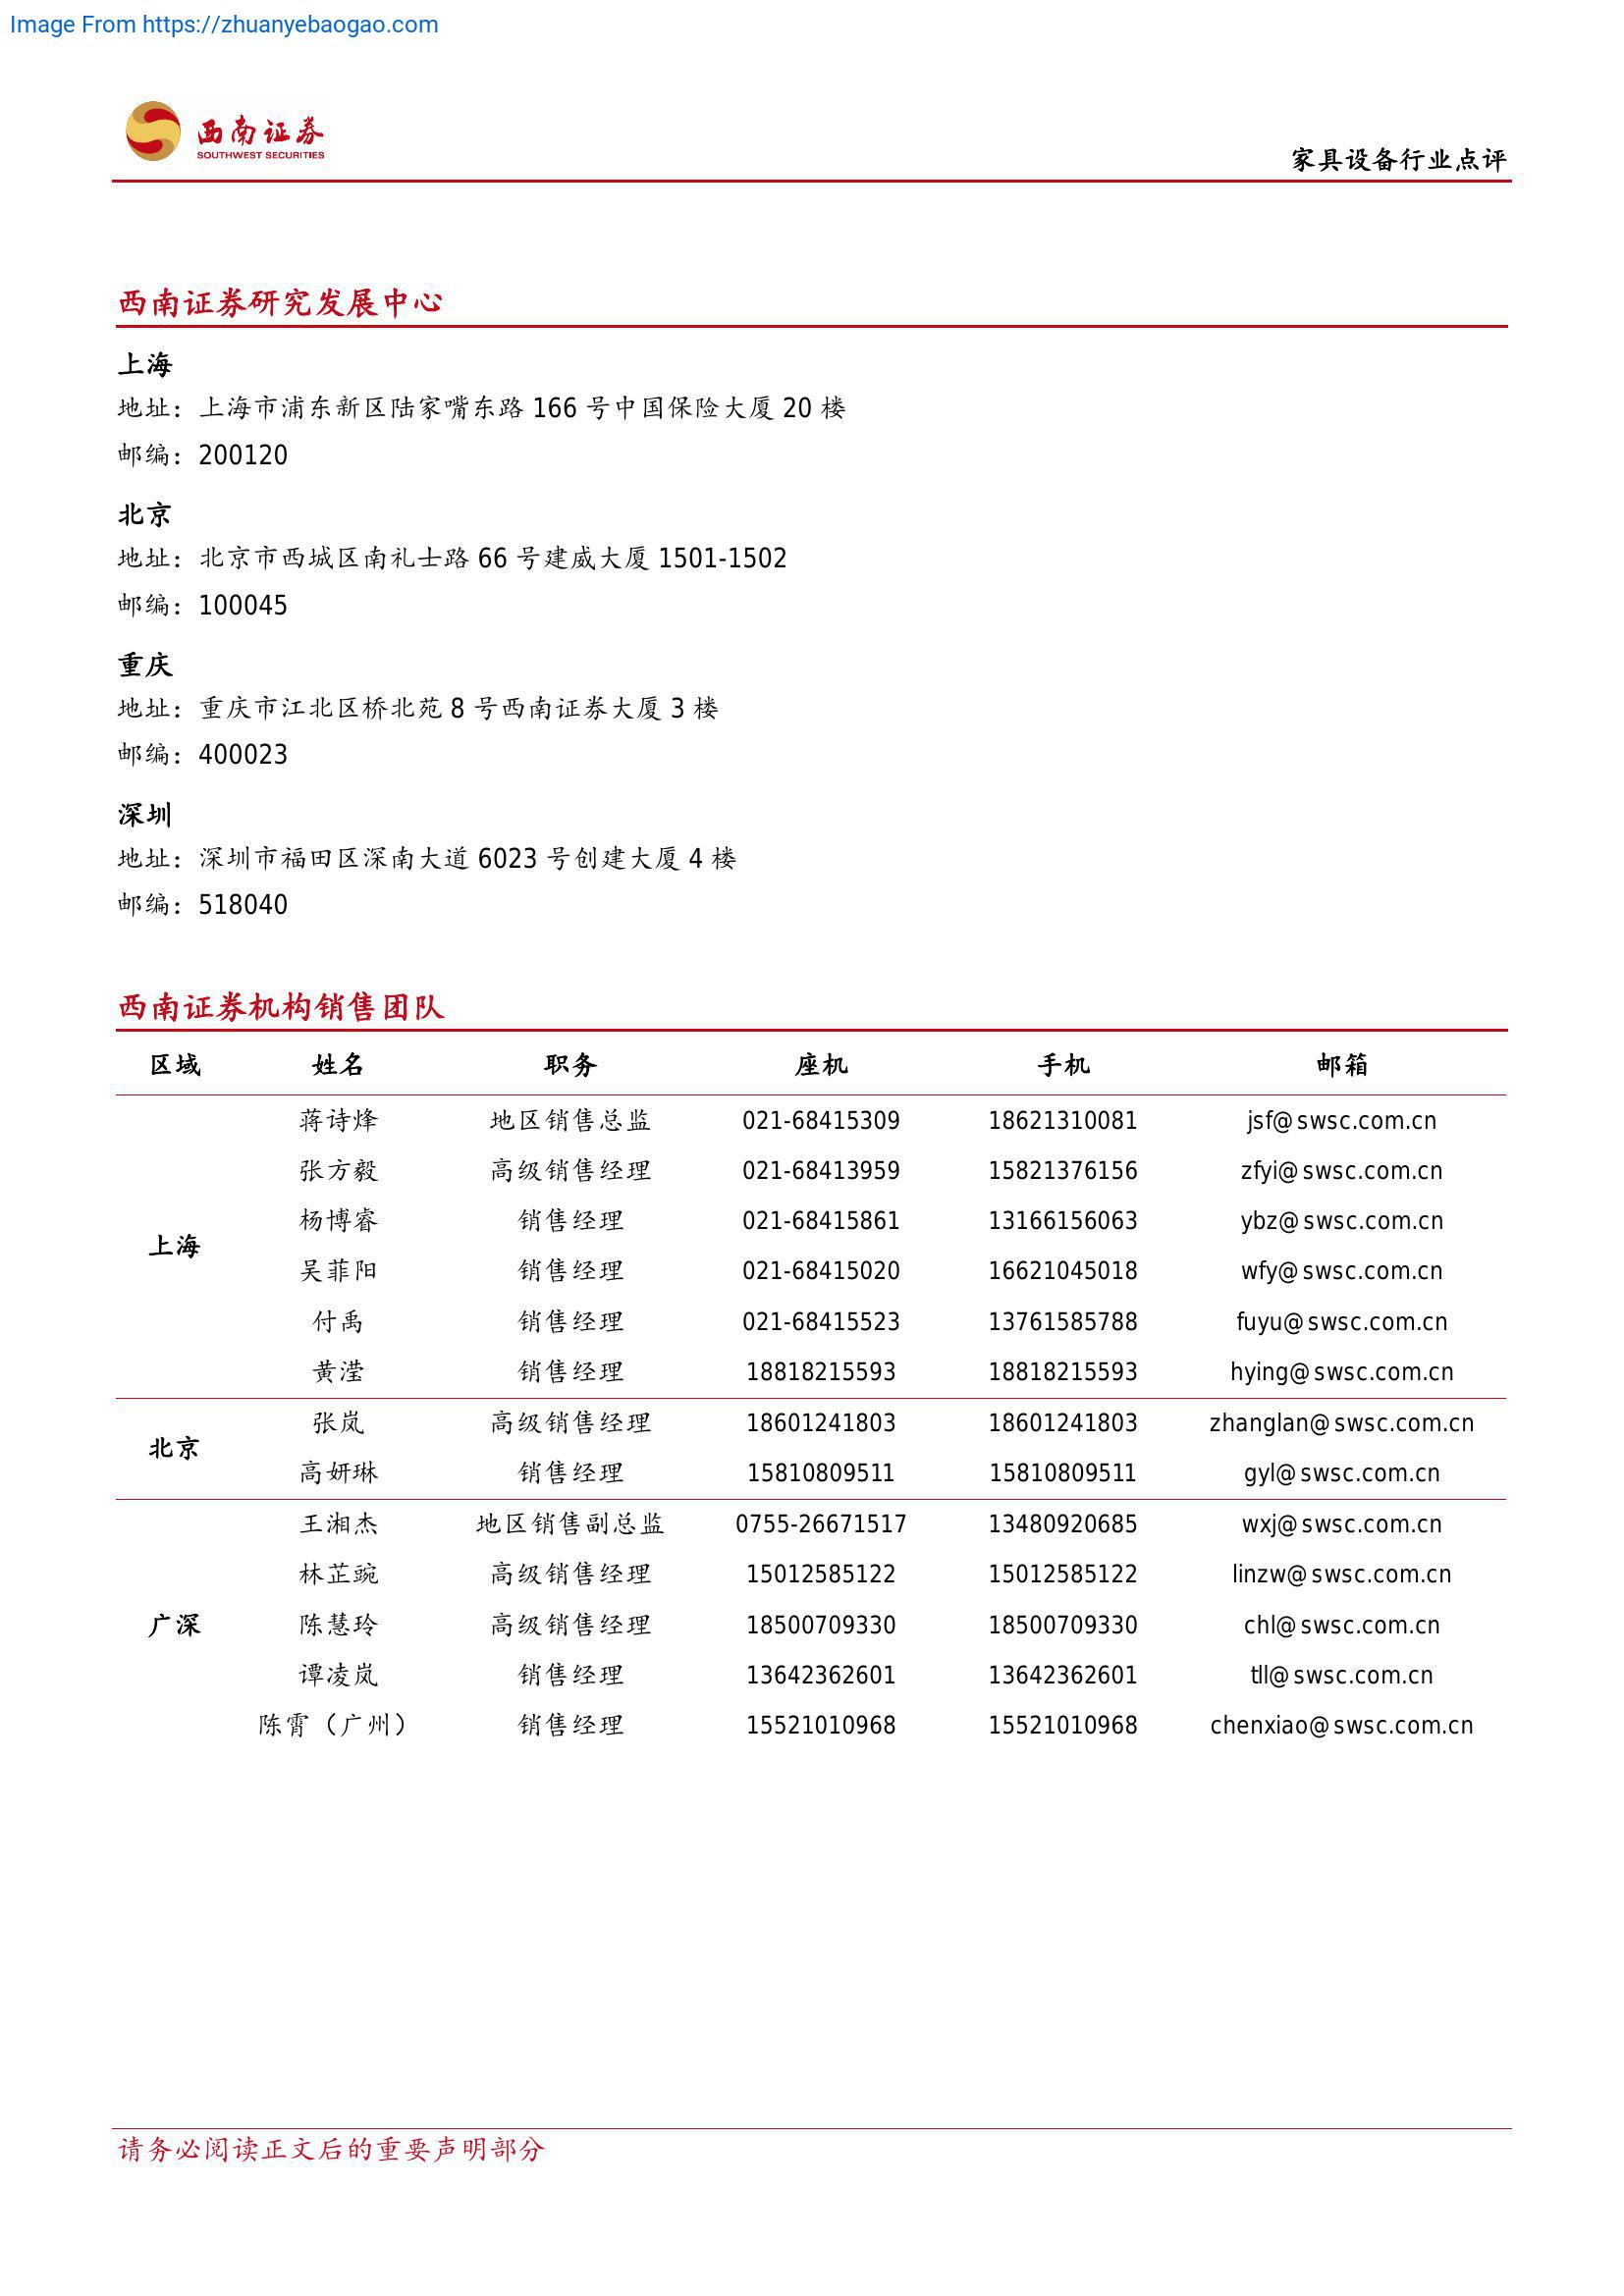 Image From https://zhuanyebaogao.com
西南证券
SOUTHWEST SECURITIES
家具设备行业点评
西南证券研究发展中心
上海
地址：上海市浦东新区陆家嘴东路 166 号中国保险大厦 20 楼
邮编：200120
北京
地址：北京市西城区南礼士路 66 号建威大厦 1501-1502
邮编：100045
重庆
地址：重庆市江北区桥北苑 8 号西南证券大厦 3 楼
邮编：400023
深圳
地址：深圳市福田区深南大道 6023 号创建大厦 4 楼
邮编：518040
西南证券机构销售团队
区域 姓名 职务 座机 手机 邮箱
上海
蒋诗烽 地区销售总监 021-68415309 18621310081 jsf@swsc.com.cn
张方毅 高级销售经理 021-68413959 15821376156 zfyi@swsc.com.cn
杨博睿 销售经理 021-68415861 13166156063 ybz@swsc.com.cn
吴菲阳 销售经理 021-68415020 16621045018 wfy@swsc.com.cn
付禹 销售经理 021-68415523 13761585788 fuyu@swsc.com.cn
黄滢 销售经理 18818215593 18818215593 hying@swsc.com.cn
北京
张岚 高级销售经理 18601241803 18601241803 zhanglan@swsc.com.cn
高妍琳 销售经理 15810809511 15810809511 gyl@swsc.com.cn
广深
王湘杰 地区销售副总监 0755-26671517 13480920685 wxj@swsc.com.cn
林芷豌 高级销售经理 15012585122 15012585122 linzw@swsc.com.cn
陈慧玲 高级销售经理 18500709330 18500709330 chl@swsc.com.cn
谭凌岚 销售经理 13642362601 13642362601 tll@swsc.com.cn
陈霄（广州） 销售经理 15521010968 15521010968 chenxiao@swsc.com.cn
请务必阅读正文后的重要声明部分